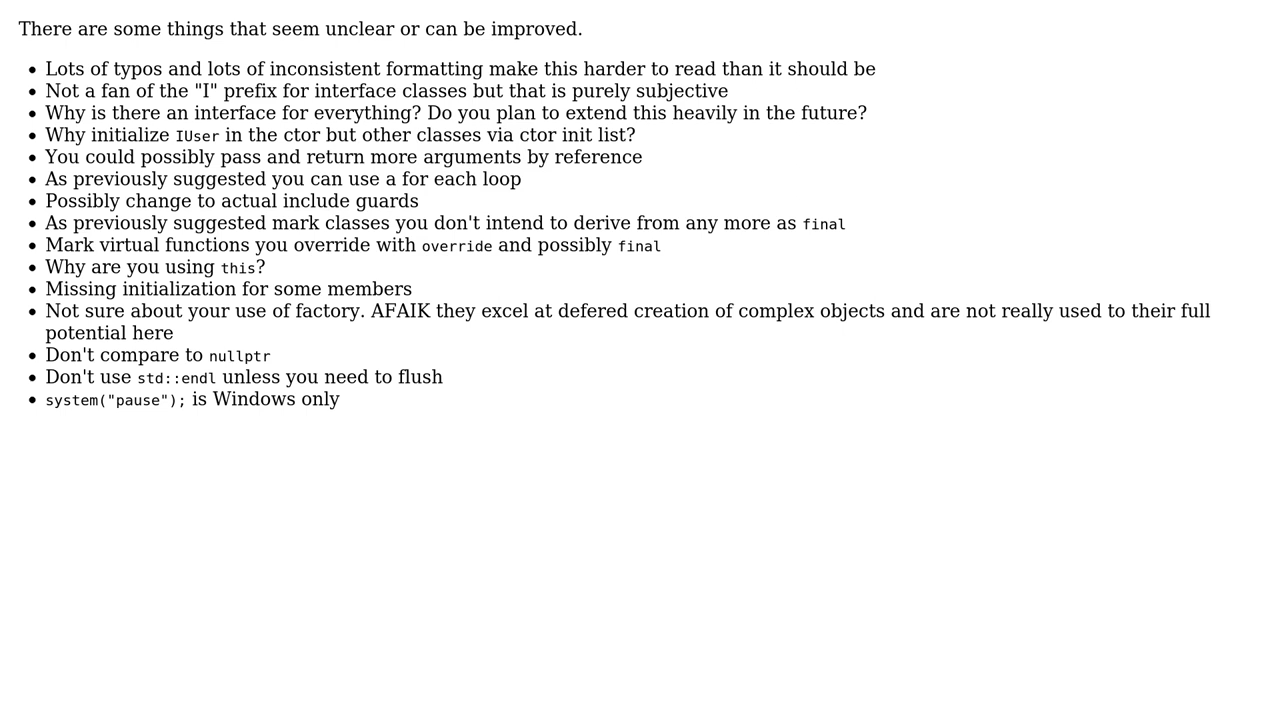 There are some things that seem unclear or can be improved.
• Lots of typos and lots of inconsistent formatting make this harder to read than it should be
• Not a fan of the "I" prefix for interface classes but that is purely subjective
• Why is there an interface for everything? Do you plan to extend this heavily in the future?
• Why initialize IUser in the ctor but other classes via ctor init list?
• You could possibly pass and return more arguments by reference
• As previously suggested you can use a for each loop
• Possibly change to actual include guards
• As previously suggested mark classes you don't intend to derive from any more as final
• Mark virtual functions you override with override and possibly final
• Why are you using this?
• Missing initialization for some members
• Not sure about your use of factory. AFAIK they excel at defered creation of complex objects and are not really used to their full
potential here
• Don't compare to nullptr
• Don't use std::endl unless you need to flush
• system("pause"); is Windows only